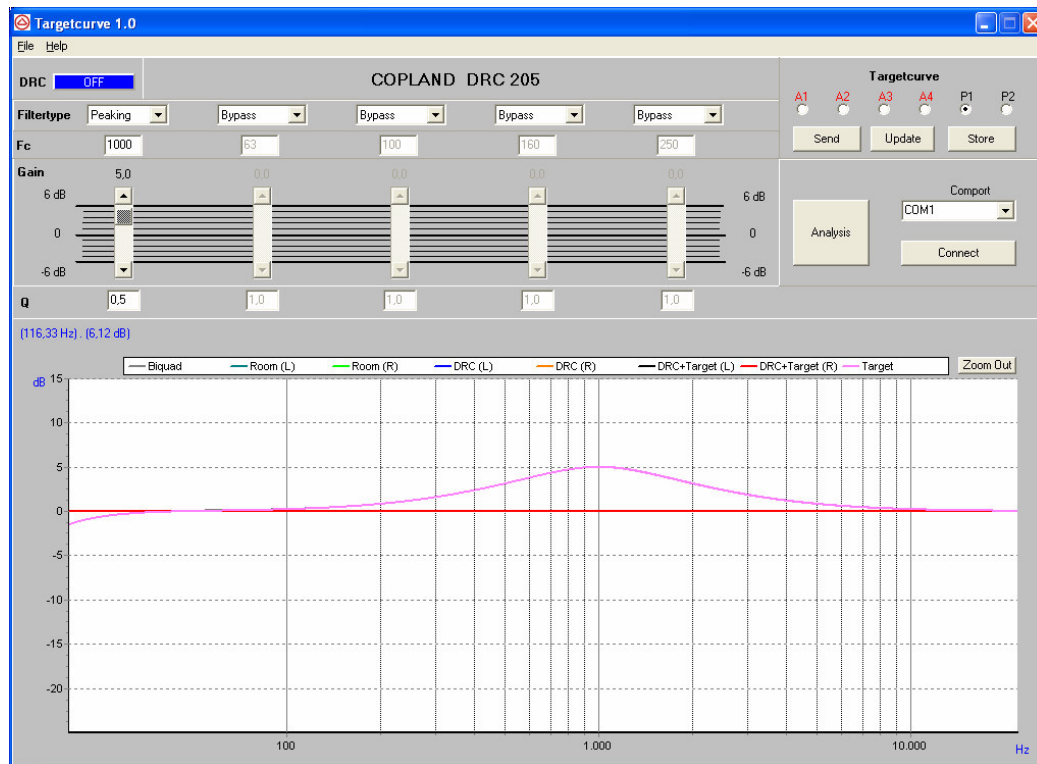 Targetcurve 1.0
File Help
DRC OFF
COPLAND DRC 205
Targetcurve
A1 A2 A3 A4 P1 P2
Send Update Store
Filtertype Peaking Bypass Bypass Bypass Bypass
Fc 1000 63 100 160 250
Gain 5,0 0,0 0,0 0,0 0,0
6 dB 6 dB
0 0
-6 dB -6 dB
Analysis
Comport
COM1
Connect
Q 0,5 1,0 1,0 1,0 1,0
(116,33 Hz) . (6,12 dB)
Biquad Room (L) Room (R) DRC (L) DRC (R) DRC+Target (L) DRC+Target (R) Target
Zoom Out
dB 15
10
5
0
-5
-10
-15
-20
100 1.000 10.000 Hz